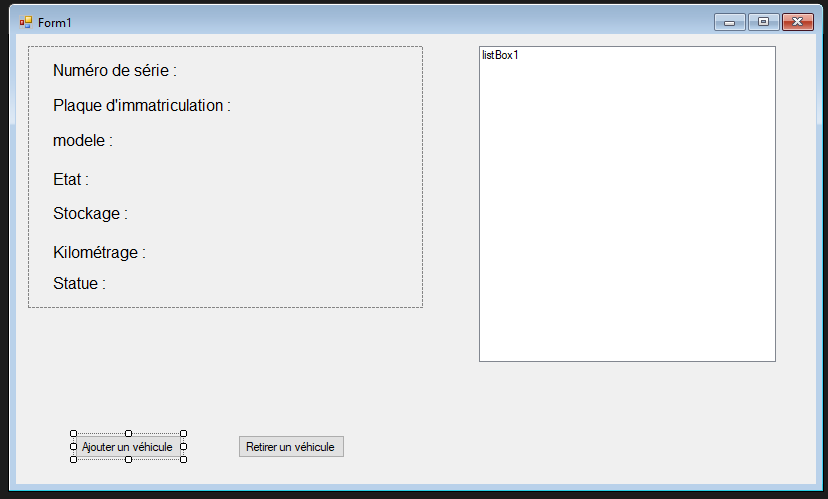 Form1
Numéro de série :
Plaque d'immatriculation :
modele :
Etat :
Stockage :
Kilométrage :
Statue :
listBox1
Ajouter un véhicule
Retirer un véhicule